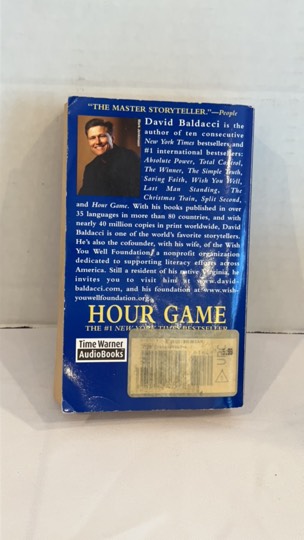 "THE MASTER STORYTELLER."—People
David Baldacci is the
author of ten consecutive
New York Times bestsellers, and
#1 international bestsellers:
Absolute Power, Total Control,
The Winner, The Simple Truth,
Saving Faith, Wish You Well,
Last Man Standing, The
Christmas Train, Split Second,
and Hour Game. With his books published in over
35 languages in more than 80 countries, and with
nearly 40 million copies in print worldwide, David
Baldacci is one of the world's favorite storytellers.
He's also the cofounder, with his wife, of the Wish
You Well Foundation, a nonprofit organization
dedicated to supporting literacy efforts across
America. Still a resident of his native Virginia, he
invites you to visit him at www.david-
baldacci.com, and his foundation at www.wish-
youwellfoundation.org.
HOUR GAME
THE #1 NEW YORK TIMES BESTSELLER
Time Warner
AudioBooks